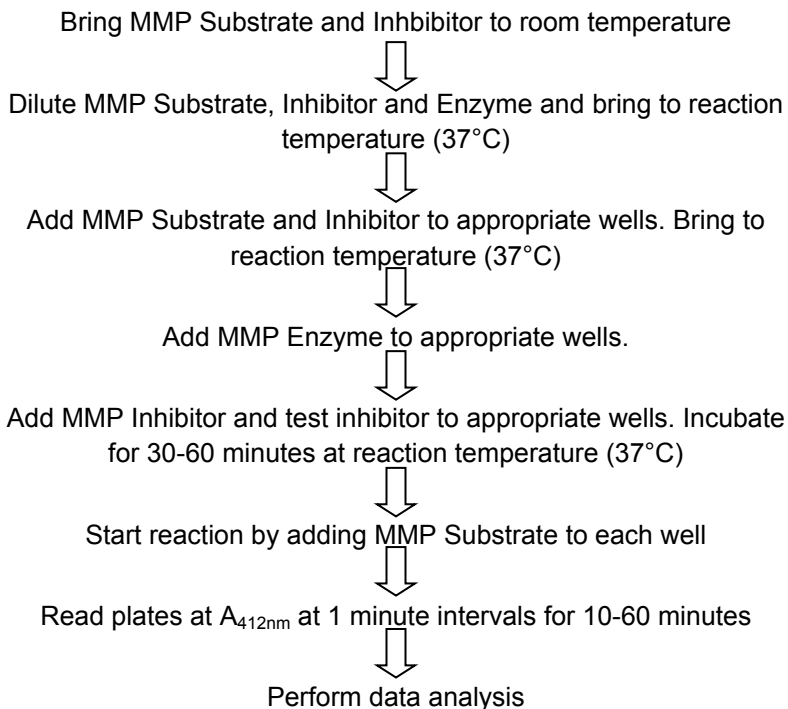 Bring MMP Substrate and Inhbibitor to room temperature
Dilute MMP Substrate, Inhibitor and Enzyme and bring to reaction
temperature (37°C)
Add MMP Substrate and Inhibitor to appropriate wells. Bring to
reaction temperature (37°C)
Add MMP Enzyme to appropriate wells.
Add MMP Inhibitor and test inhibitor to appropriate wells. Incubate
for 30-60 minutes at reaction temperature (37°C)
Start reaction by adding MMP Substrate to each well
Read plates at A412nm at 1 minute intervals for 10-60 minutes
Perform data analysis